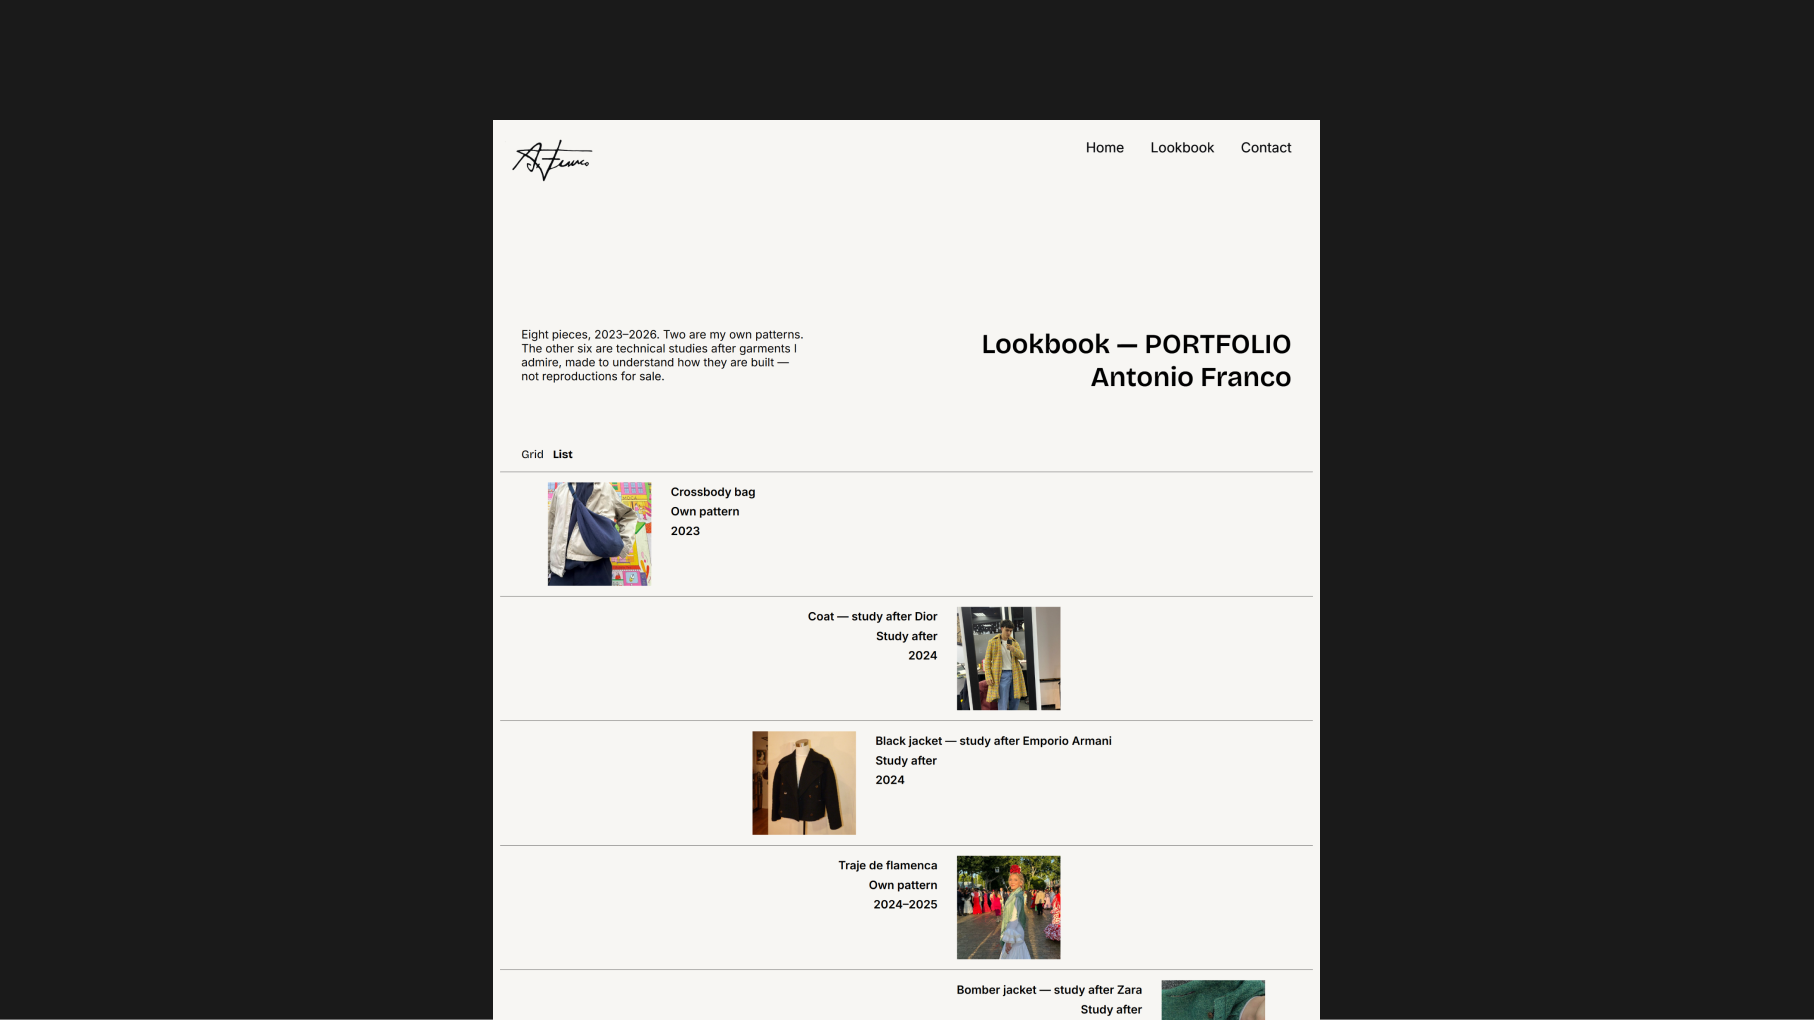 A. Franco
Home Lookbook Contact
Eight pieces, 2023–2026. Two are my own patterns.
The other six are technical studies after garments I
admire, made to understand how they are built —
not reproductions for sale.
Lookbook — PORTFOLIO
Antonio Franco
Grid List
Crossbody bag
Own pattern
2023
Coat — study after Dior
Study after
2024
Black jacket — study after Emporio Armani
Study after
2024
Traje de flamenca
Own pattern
2024–2025
Bomber jacket — study after Zara
Study after